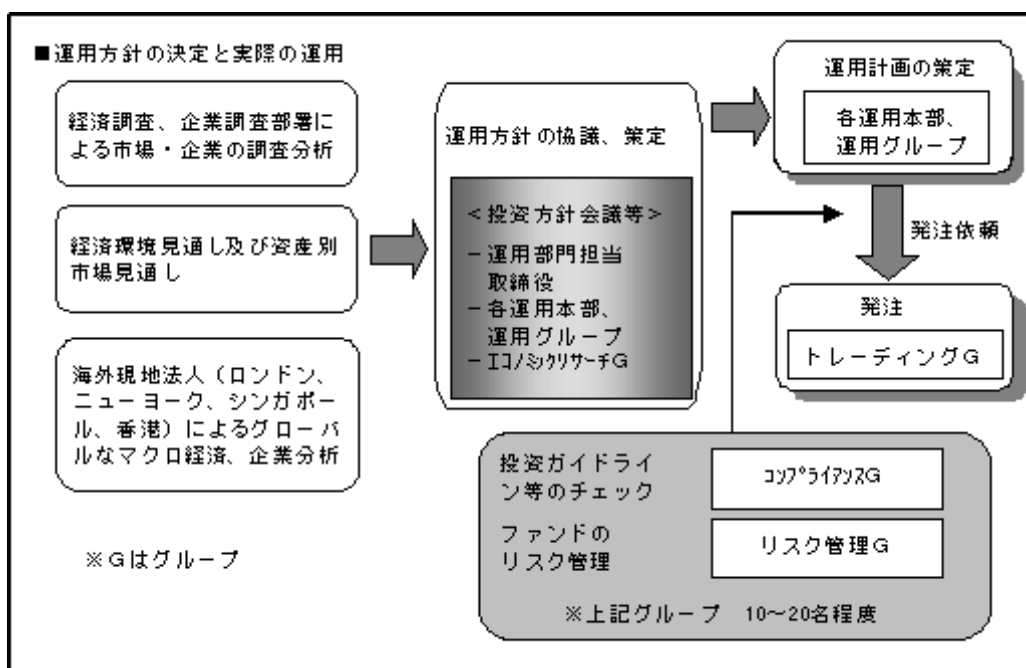 ■運用方針の決定と実際の運用
経済調査、企業調査部署に
よる市場・企業の調査分析
経済環境見通し及び資産別
市場見通し
海外現地法人（ロンドン、
ニューヨーク、シンガポー
ル、香港）によるグローバ
ルなマクロ経済、企業分析
※Ｇはグループ
運用方針の協議、策定
＜投資方針会議等＞
－運用部門担当
取締役
－各運用本部、
運用グループ
－ｴｺﾉﾐｯｸﾘｻｰﾁＧ
運用計画の策定
各運用本部、
運用グループ
発注依頼
発注
トレーディングＧ
投資ガイドライ
ン等のチェック
ｺﾝﾌﾟﾗｲｱﾝｽＧ
ファンドの
リスク管理
リスク管理Ｇ
※上記グループ　10～20名程度